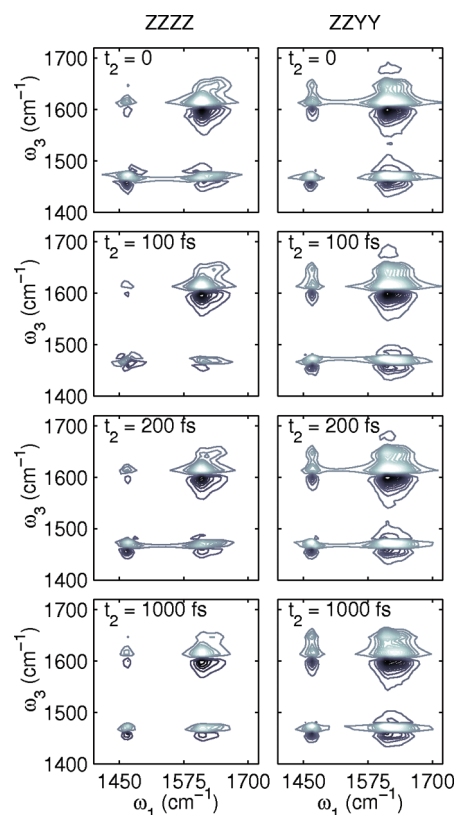 ZZZZ ZZYY
t₂ = 0 t₂ = 0
1700
1600
1500
1400
ω₃ (cm⁻¹)
t₂ = 100 fs t₂ = 100 fs
1700
1600
1500
1400
ω₃ (cm⁻¹)
t₂ = 200 fs t₂ = 200 fs
1700
1600
1500
1400
ω₃ (cm⁻¹)
t₂ = 1000 fs t₂ = 1000 fs
1700
1600
1500
1400
ω₃ (cm⁻¹)
1450 1575 1700 1450 1575 1700
ω₁ (cm⁻¹) ω₁ (cm⁻¹)